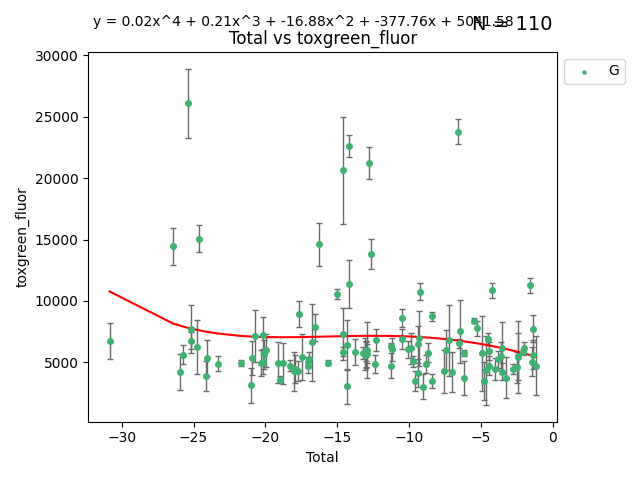 y = 0.02x^4 + 0.21x^3 + -16.88x^2 + -377.76x + 5041.58
N = 110
Total vs toxgreen_fluor
30000
25000
20000
15000
10000
5000
toxgreen_fluor
G
−30 −25 −20 −15 −10 −5 0
Total